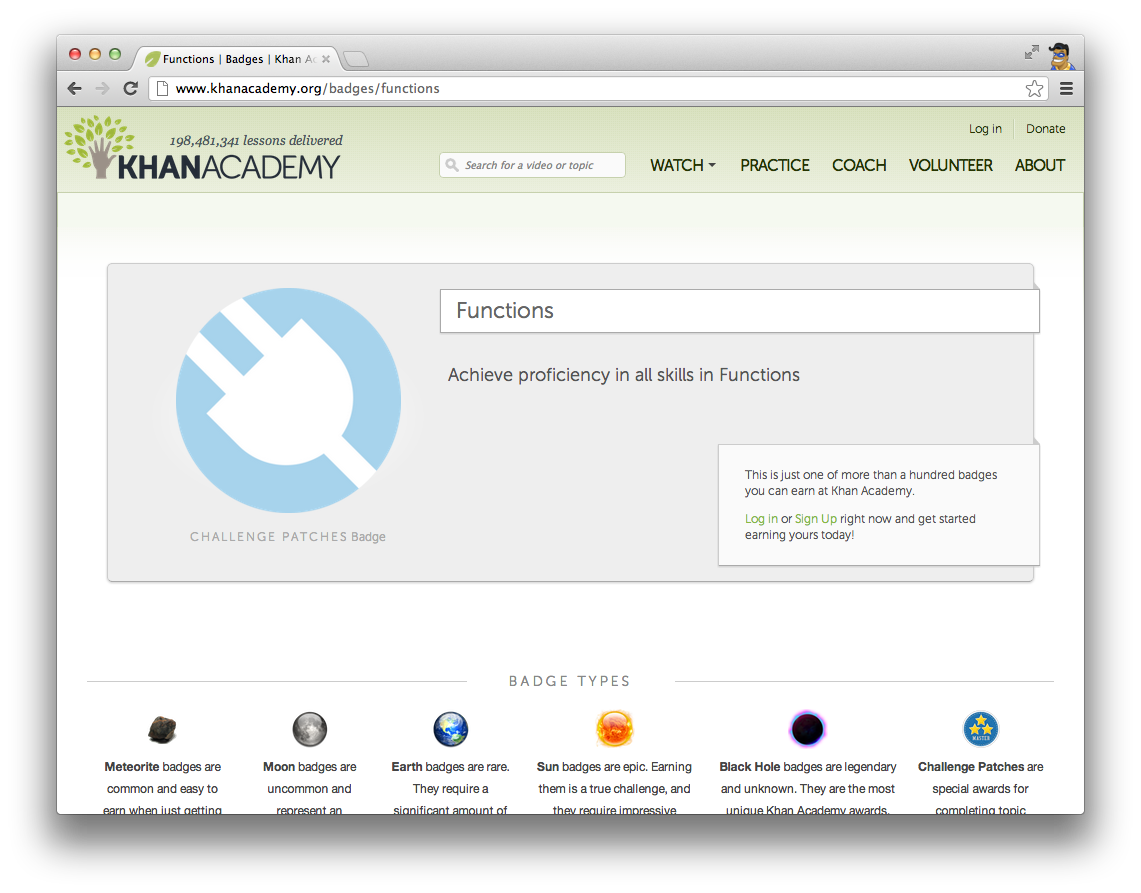 Functions | Badges | Khan Ac
www.khanacademy.org/badges/functions
198,481,341 lessons delivered
KHANACADEMY
Log in
Donate
Search for a video or topic
WATCH
PRACTICE
COACH
VOLUNTEER
ABOUT
Functions
Achieve proficiency in all skills in Functions
CHALLENGE PATCHES Badge
This is just one of more than a hundred badges
you can earn at Khan Academy.
Log in or Sign Up right now and get started
earning yours today!
BADGE TYPES
MASTER
Meteorite badges are
common and easy to
earn when just getting
Moon badges are
uncommon and
represent an
Earth badges are rare.
They require a
significant amount of
Sun badges are epic. Earning
them is a true challenge, and
they require impressive
Black Hole badges are legendary
and unknown. They are the most
unique Khan Academy awards.
Challenge Patches are
special awards for
completing topic